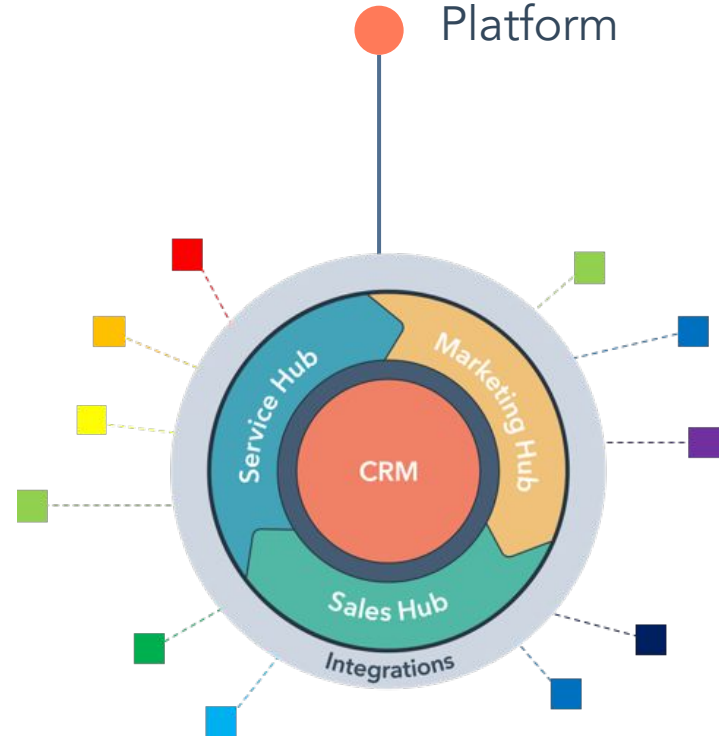 Platform
Service Hub
Marketing Hub
CRM
Sales Hub
Integrations